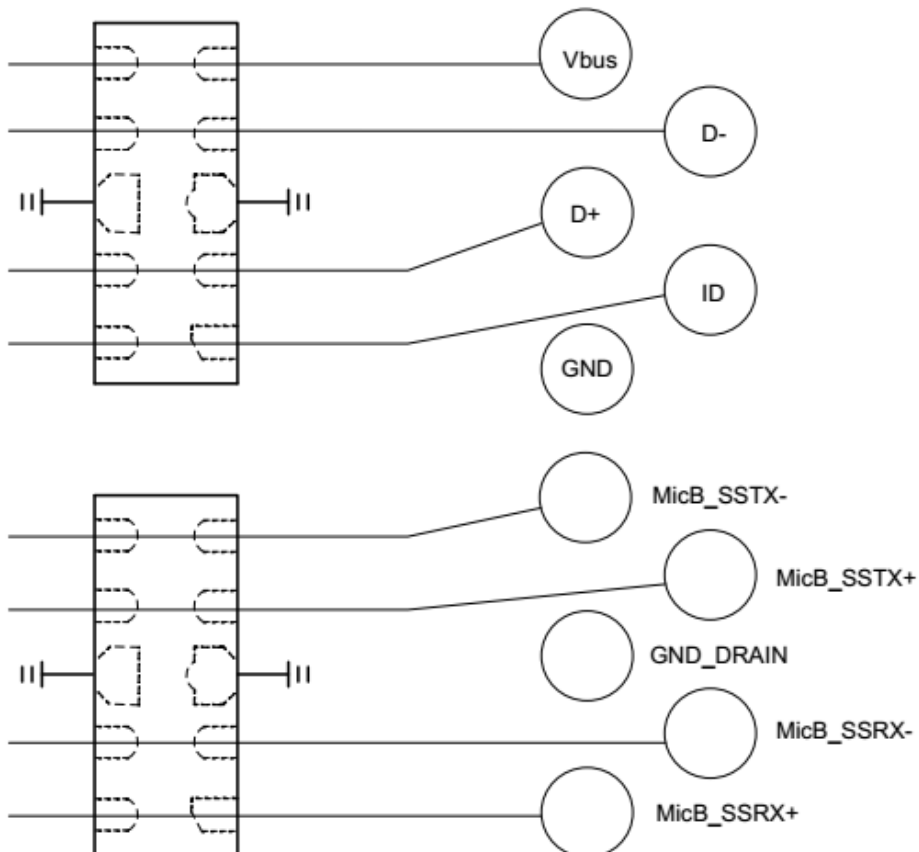 Vbus
D-
D+
ID
GND
MicB_SSTX-
MicB_SSTX+
GND_DRAIN
MicB_SSRX-
MicB_SSRX+